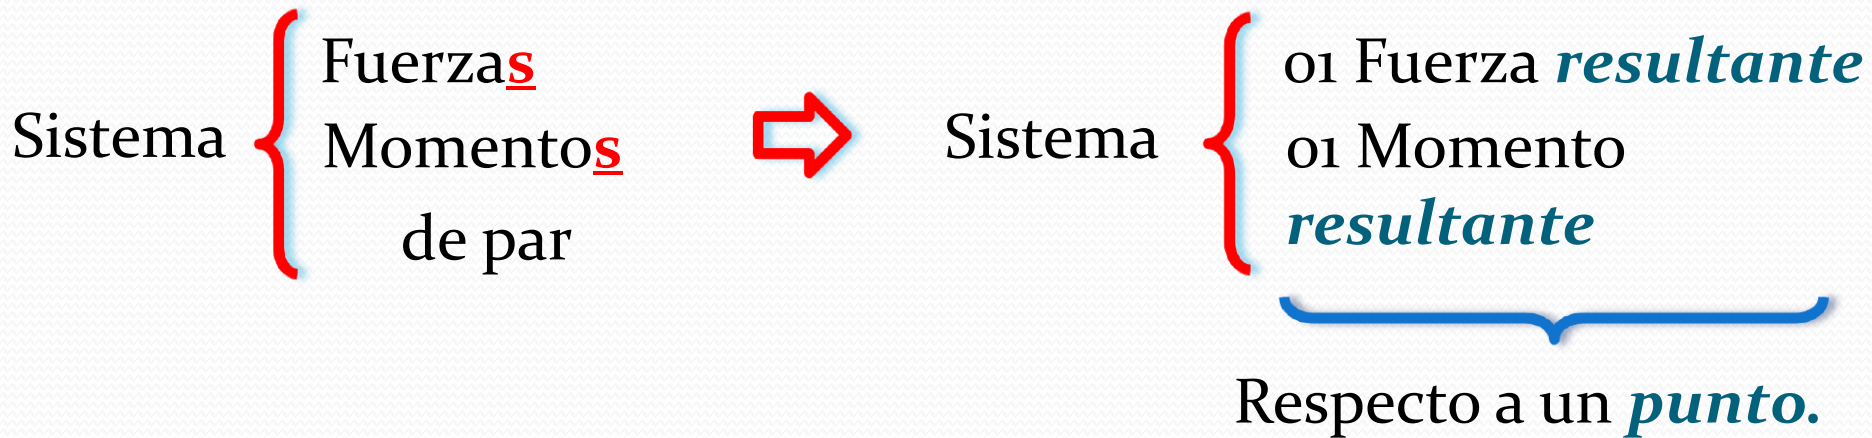 Sistema
Fuerzas
Momentos
de par
Sistema
01 Fuerza resultante
01 Momento
resultante
Respecto a un punto.